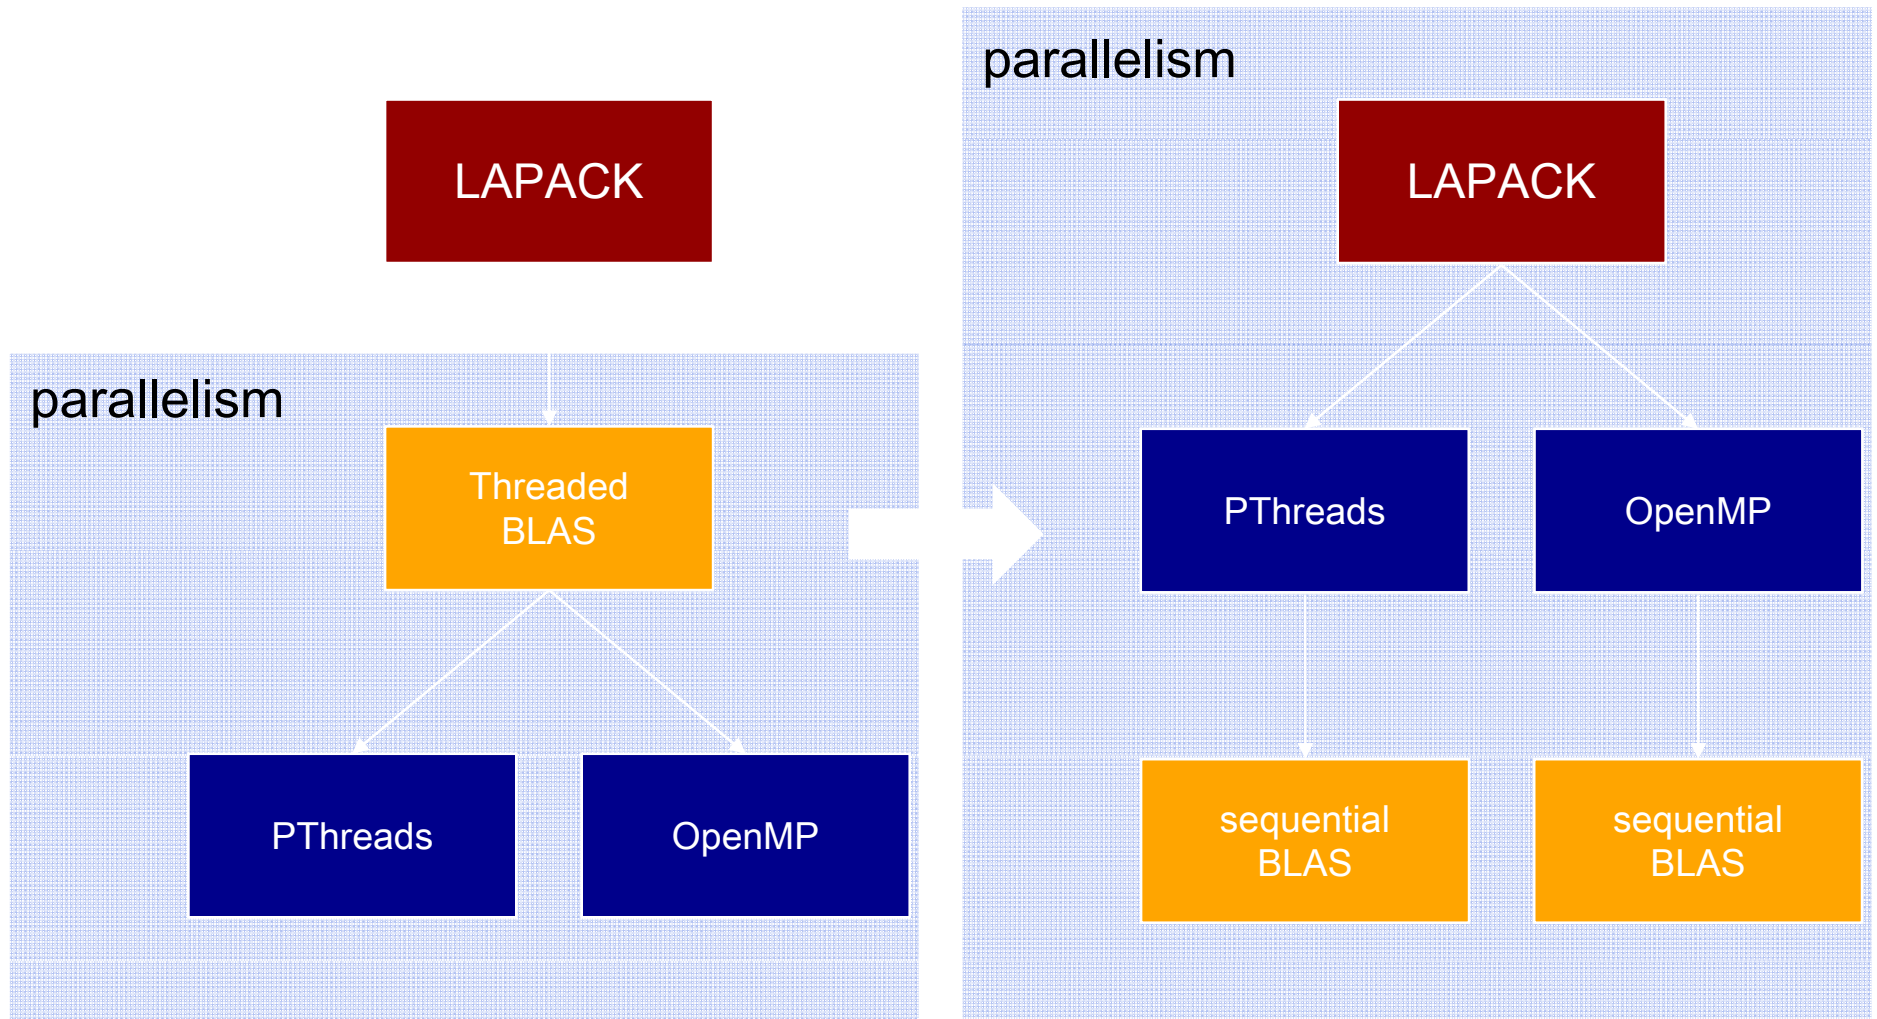 LAPACK
parallelism
Threaded
BLAS
PThreads
OpenMP
parallelism
LAPACK
PThreads
OpenMP
sequential
BLAS
sequential
BLAS